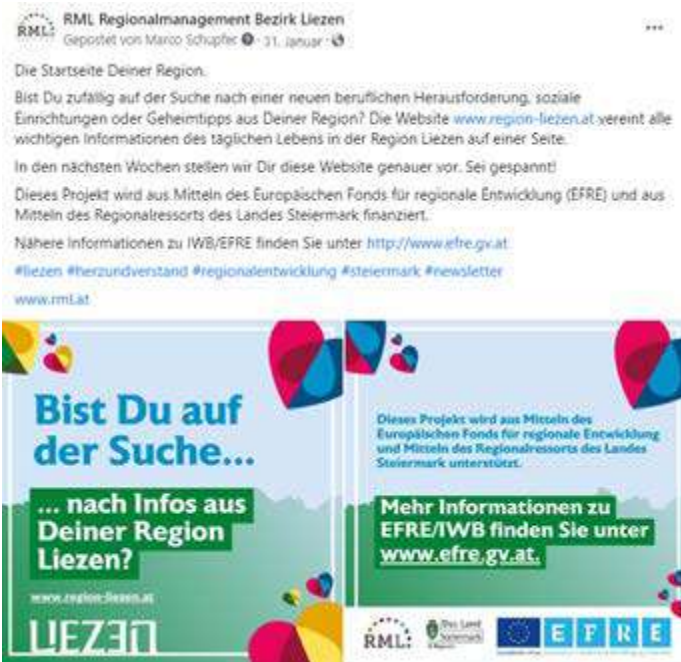 RML Regionalmanagement Bezirk Liezen
Gepostet von Marco Schupfer · 31. Januar ·
Die Startseite Deiner Region.
Bist Du zufällig auf der Suche nach einer neuen beruflichen Herausforderung, soziale
Einrichtungen oder Geheimtipps aus Deiner Region? Die Website www.region-liezen.at vereint alle
wichtigen Informationen des täglichen Lebens in der Region Liezen auf einer Seite.
In den nächsten Wochen stellen wir Dir diese Website genauer vor. Sei gespannt!
Dieses Projekt wird aus Mitteln des Europäischen Fonds für regionale Entwicklung (EFRE) und aus
Mitteln des Regionalressorts des Landes Steiermark finanziert.
Nähere Informationen zu IWB/EFRE finden Sie unter http://www.efre.gv.at
#liezen #herzundverstand #regionalentwicklung #steiermark #newsletter
www.rml.at
Bist Du auf
der Suche...
... nach Infos aus
Deiner Region
Liezen?
www.region-liezen.at
LIEZEN
Dieses Projekt wird aus Mitteln des
Europäischen Fonds für regionale Entwicklung
und Mitteln des Regionalressorts des Landes
Steiermark unterstützt.
Mehr Informationen zu
EFRE/IWB finden Sie unter
www.efre.gv.at.
RML:
Das Land
Steiermark
EFRE